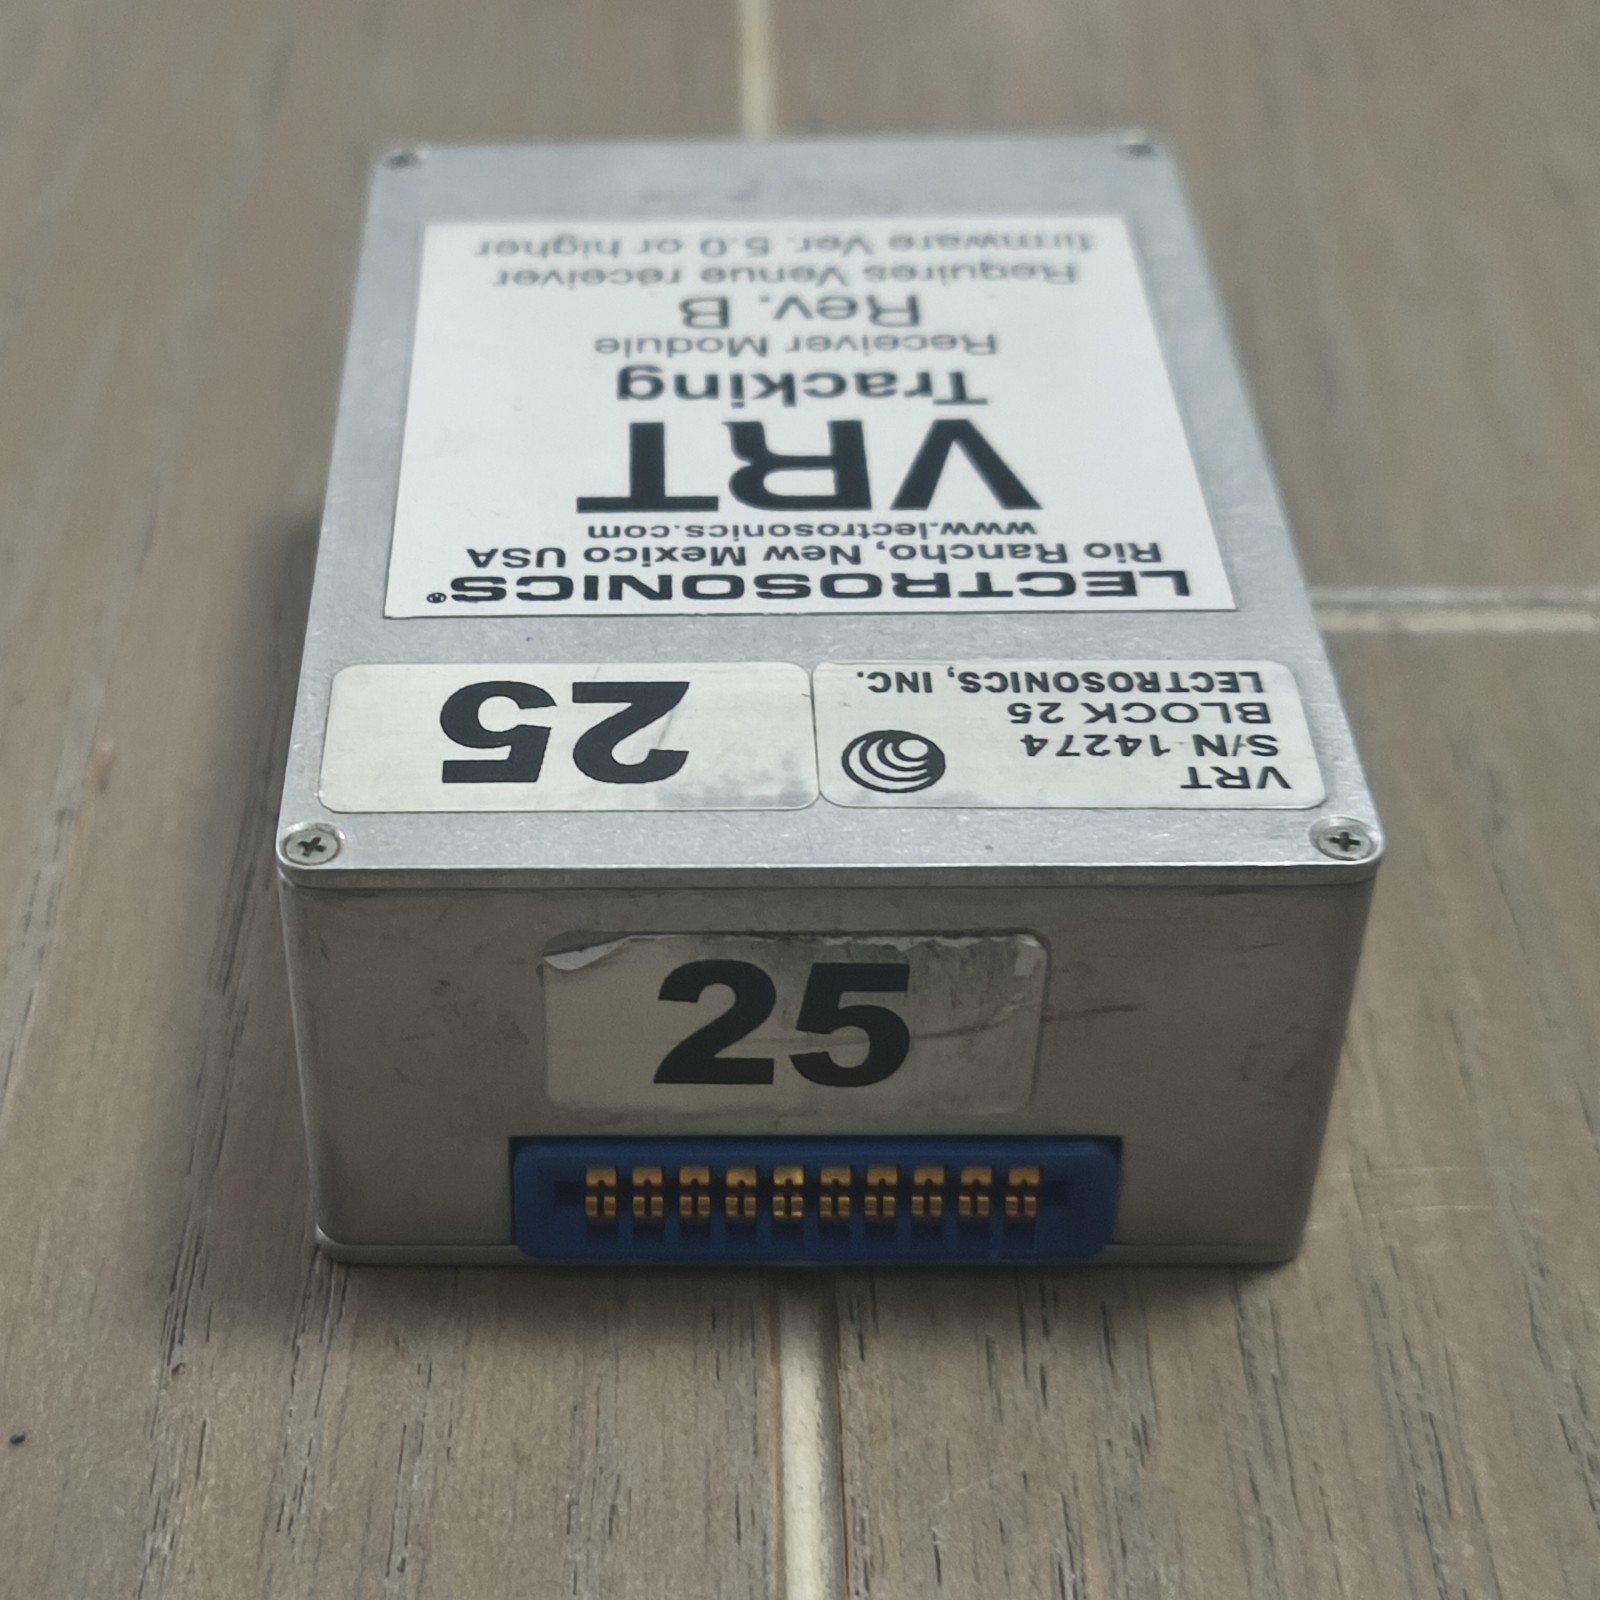 LECTROSONICS®
Rio Rancho, New Mexico USA
www.lectrosonics.com
VRT
Tracking
Receiver Module
Rev. B
Requires Venue receiver
firmware Ver. 5.0 or higher
VRT
S/N 14274
BLOCK 25
LECTROSONICS, INC.
25
25